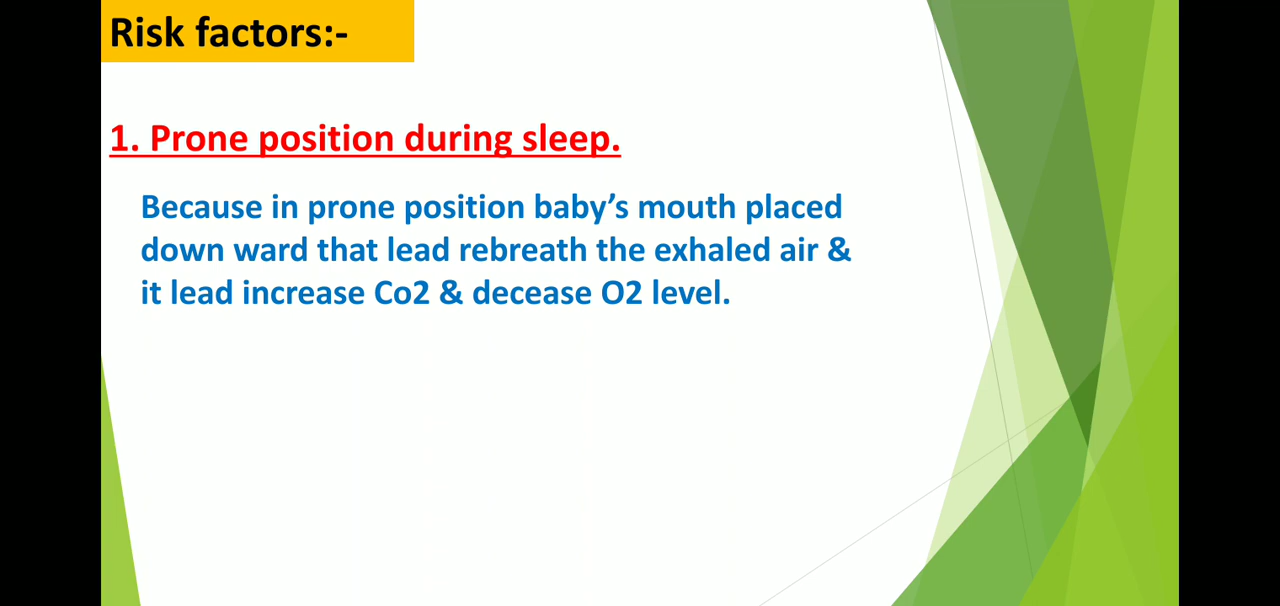 Risk factors:-
1. Prone position during sleep.
Because in prone position baby’s mouth placed
down ward that lead rebreath the exhaled air &
it lead increase Co2 & decease O2 level.